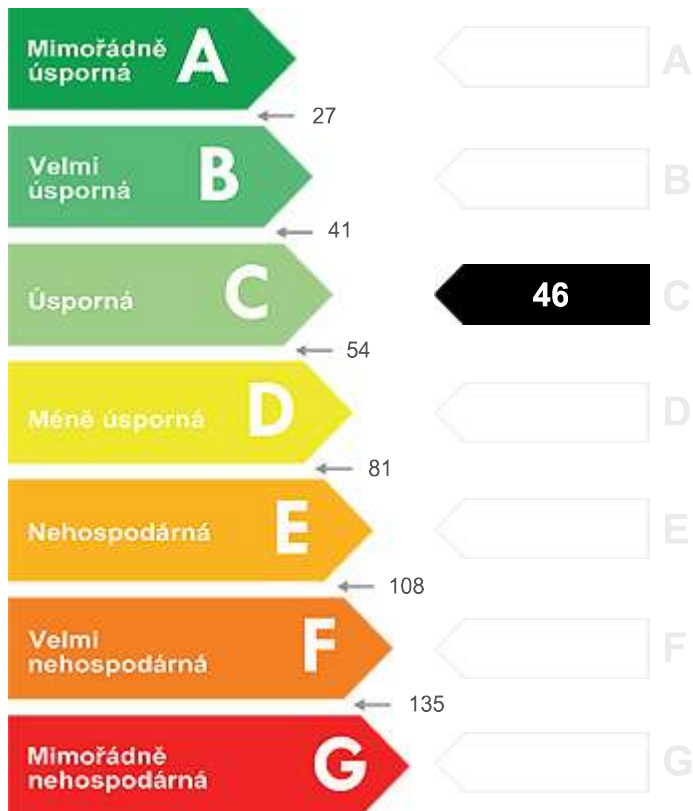 Mimořádně
úsporná
A
A
27
Velmi
úsporná
B
B
41
Úsporná
C
46
C
54
Méně úsporná
D
D
81
Nehospodárná
E
E
108
Velmi
nehospodárná
F
F
135
Mimořádně
nehospodárná
G
G